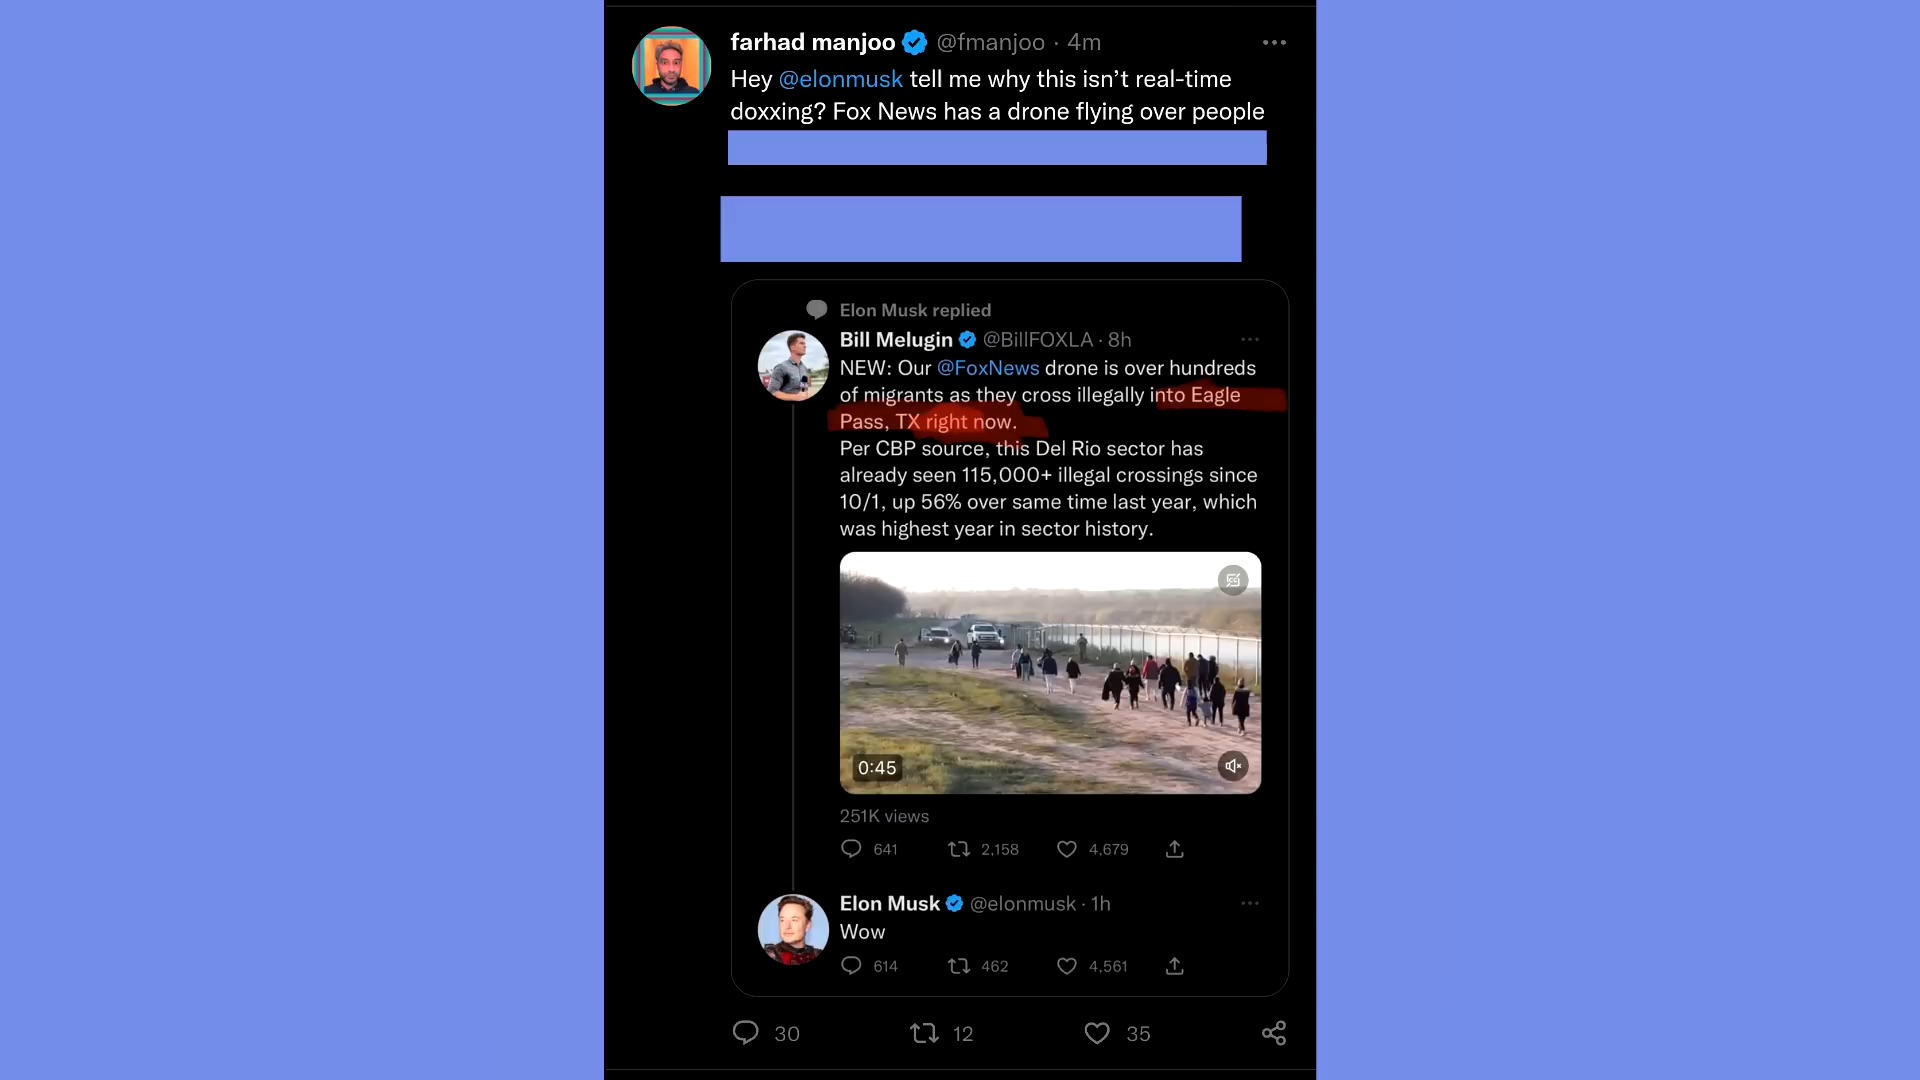 farhad manjoo @fmanjoo · 4m
Hey @elonmusk tell me why this isn't real-time
doxxing? Fox News has a drone flying over people
Elon Musk replied
Bill Melugin @BillFOXLA · 8h
NEW: Our @FoxNews drone is over hundreds
of migrants as they cross illegally into Eagle
Pass, TX right now.
Per CBP source, this Del Rio sector has
already seen 115,000+ illegal crossings since
10/1, up 56% over same time last year, which
was highest year in sector history.
0:45
251K views
641 2,158 4,679
Elon Musk @elonmusk · 1h
Wow
614 462 4,561
30 12 35